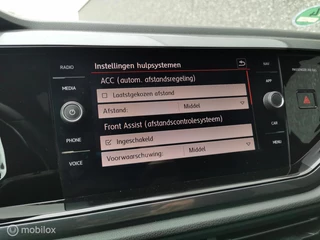 Instellingen hulpsystemen
RADIO
MEDIA
PHONE
VOICE
ACC (autom. afstandsregeling)
Laatstgekozen afstand
Afstand: Middel
Front Assist (afstandscontrolesysteem)
Ingeschakeld
Voorwaarschuwing: Middel
NAV
APP
CAR
MENU
mobilox